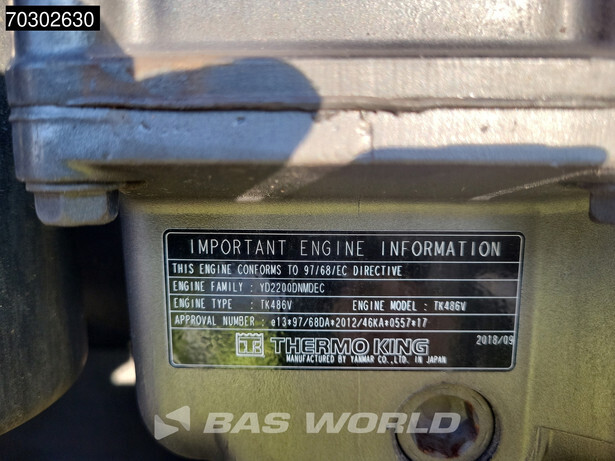 70302630
IMPORTANT ENGINE INFORMATION
THIS ENGINE CONFORMS TO 97/68/EC DIRECTIVE
ENGINE FAMILY : YD2200DNMDEC
ENGINE TYPE : TK486V ENGINE MODEL : TK486V
APPROVAL NUMBER : e13*97/68DA*2012/46KA*0557*17
THERMO KING 2018/09
MANUFACTURED BY YANMAR CO.,LTD. IN JAPAN
BAS WORLD